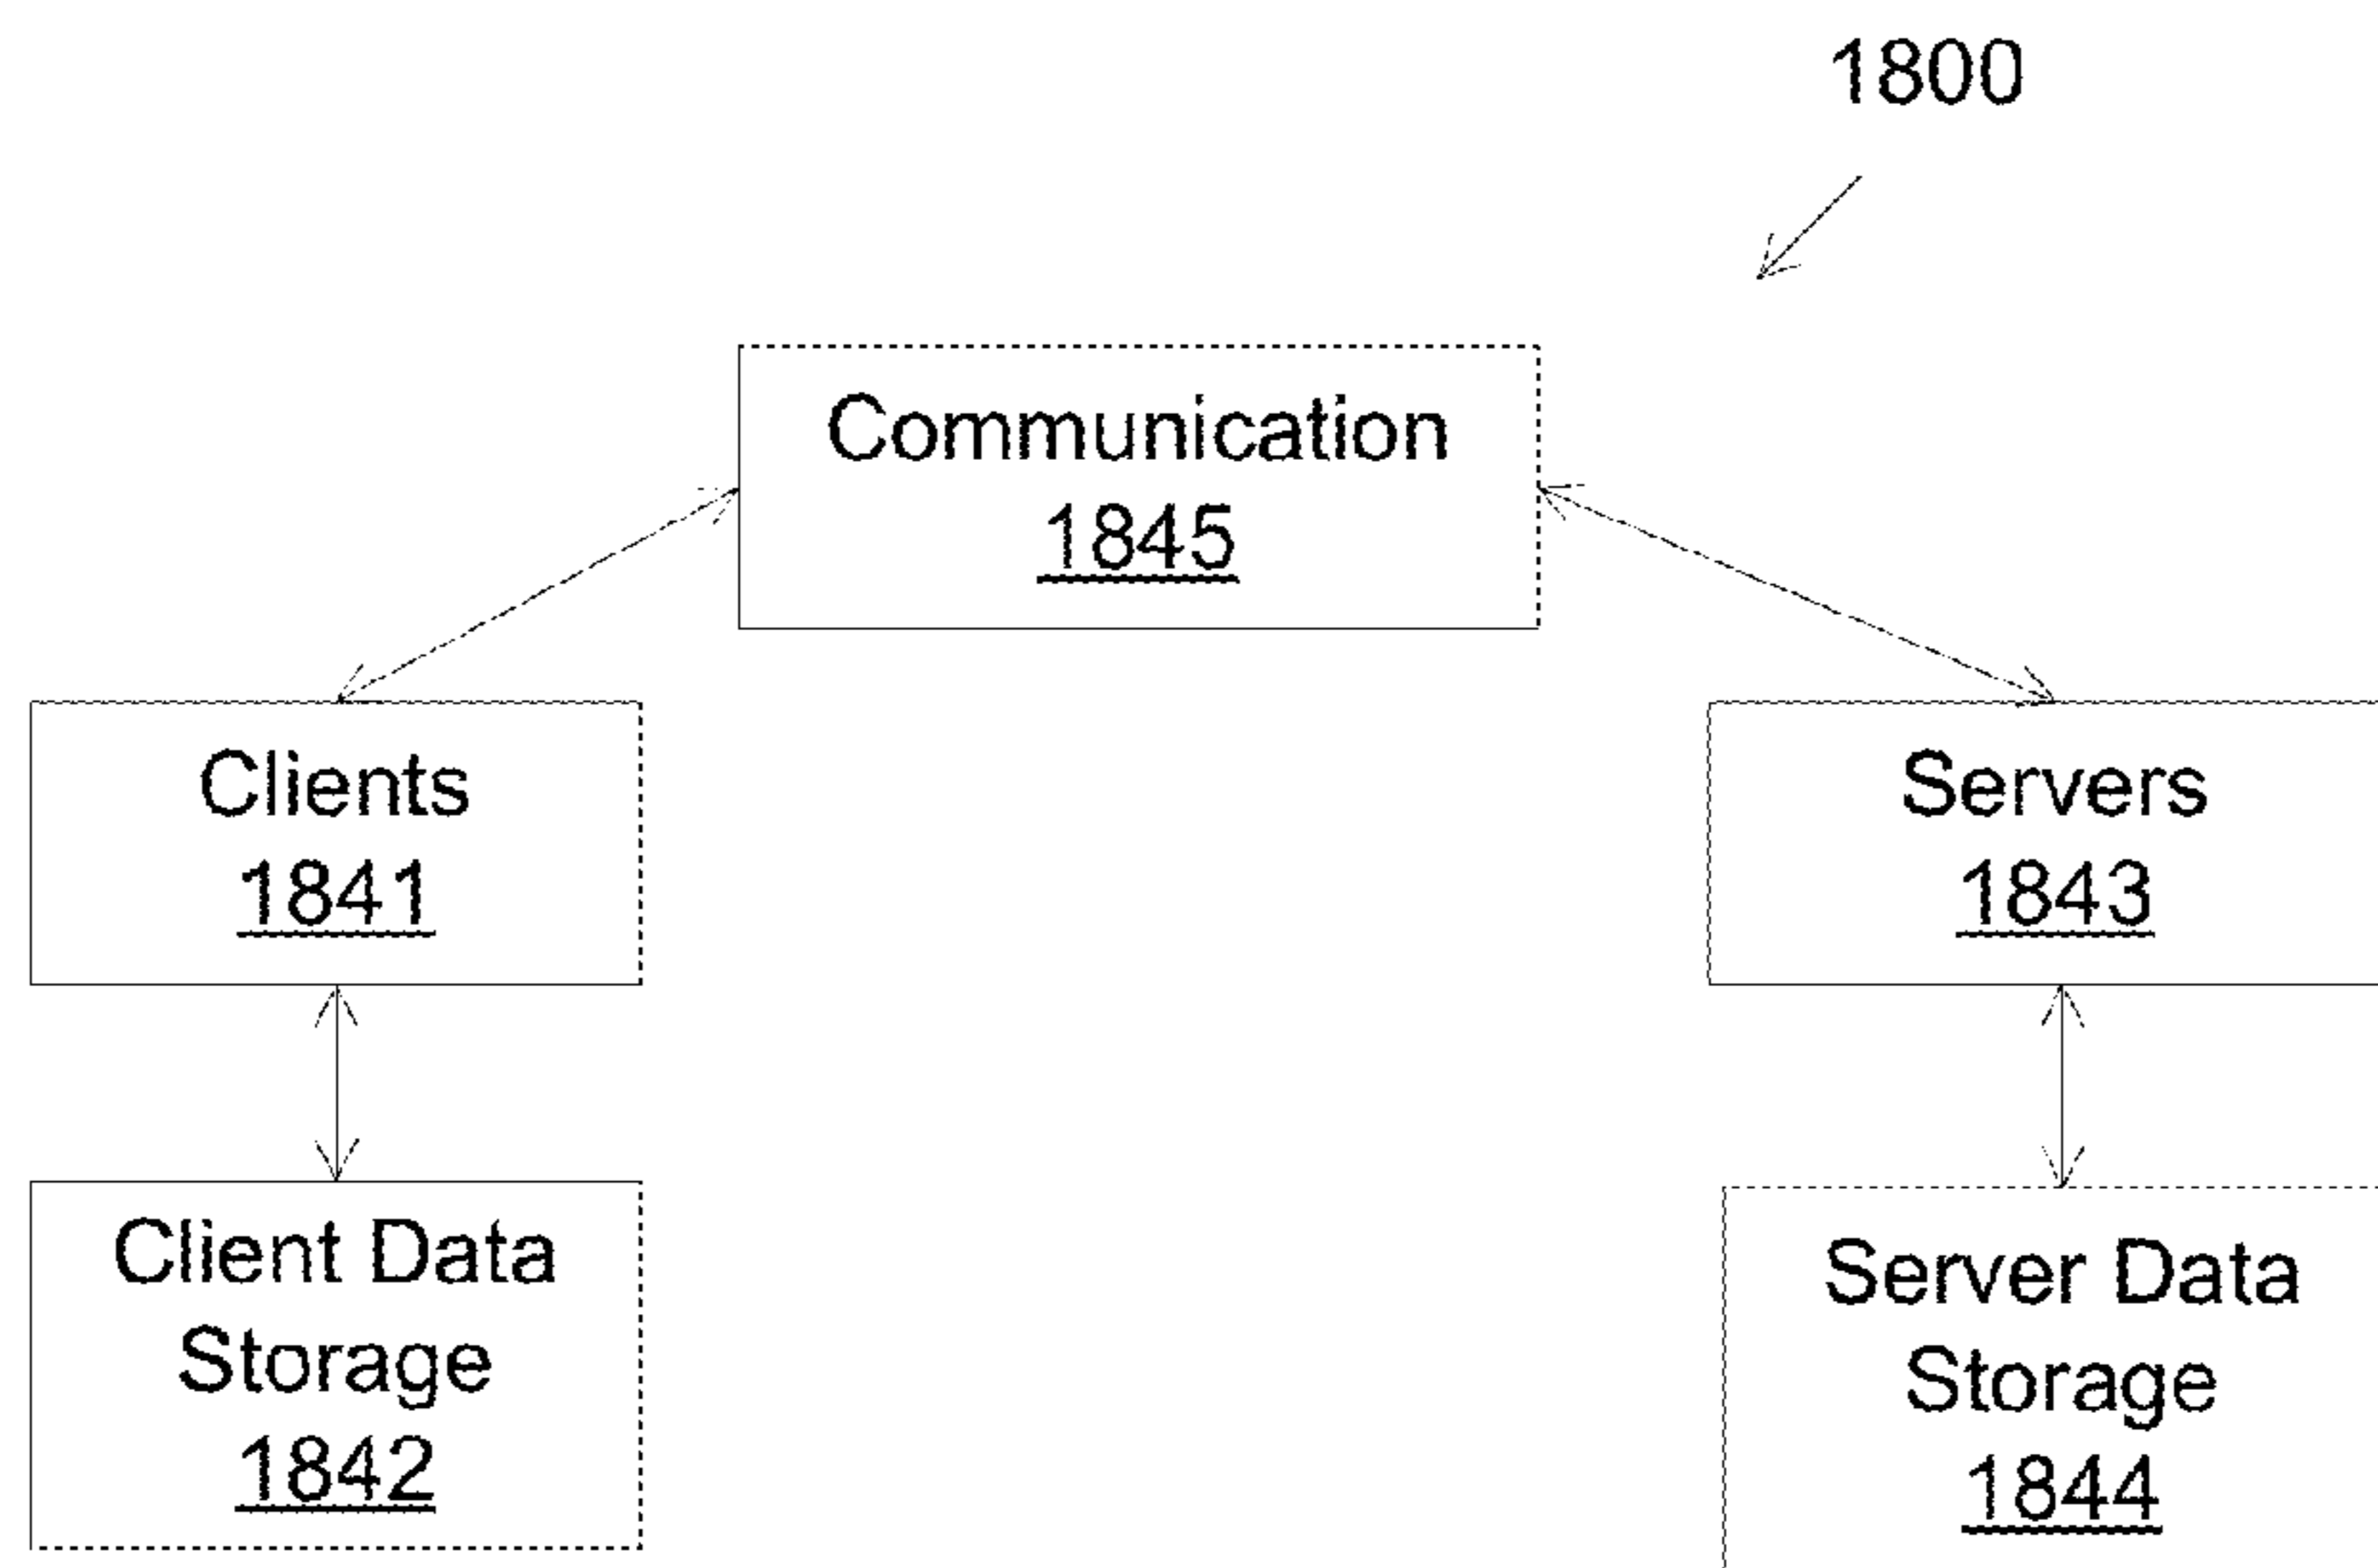 1800
Communication
1845
Clients
1841
Servers
1843
Client Data
Storage
1842
Server Data
Storage
1844